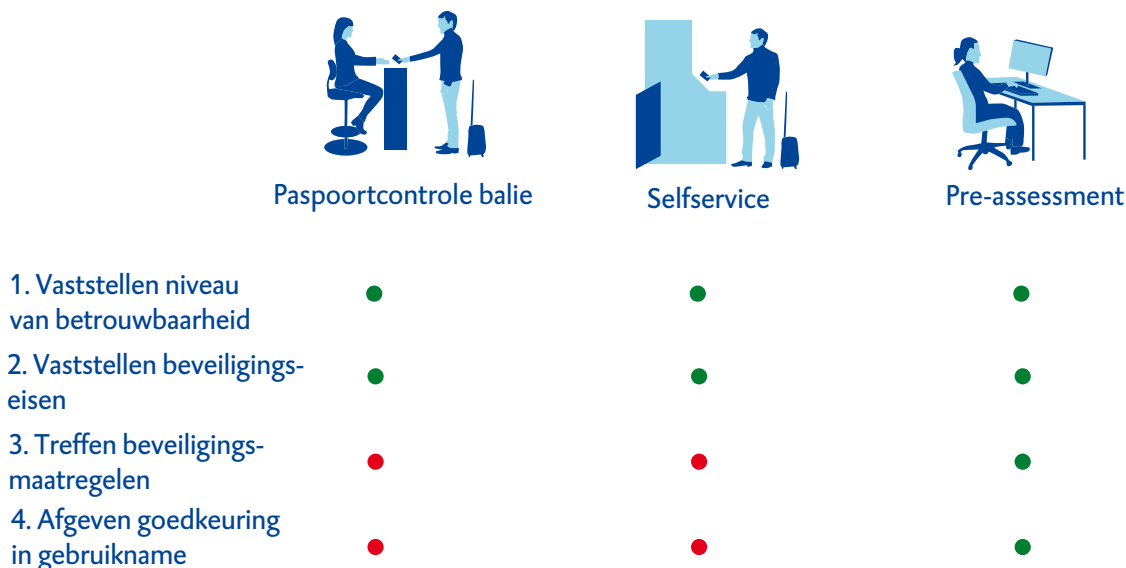 Paspoortcontrole balie
Selfservice
Pre-assessment
1. Vaststellen niveau
van betrouwbaarheid
2. Vaststellen beveiligings-
eisen
3. Treffen beveiligings-
maatregelen
4. Afgeven goedkeuring
in gebruikname